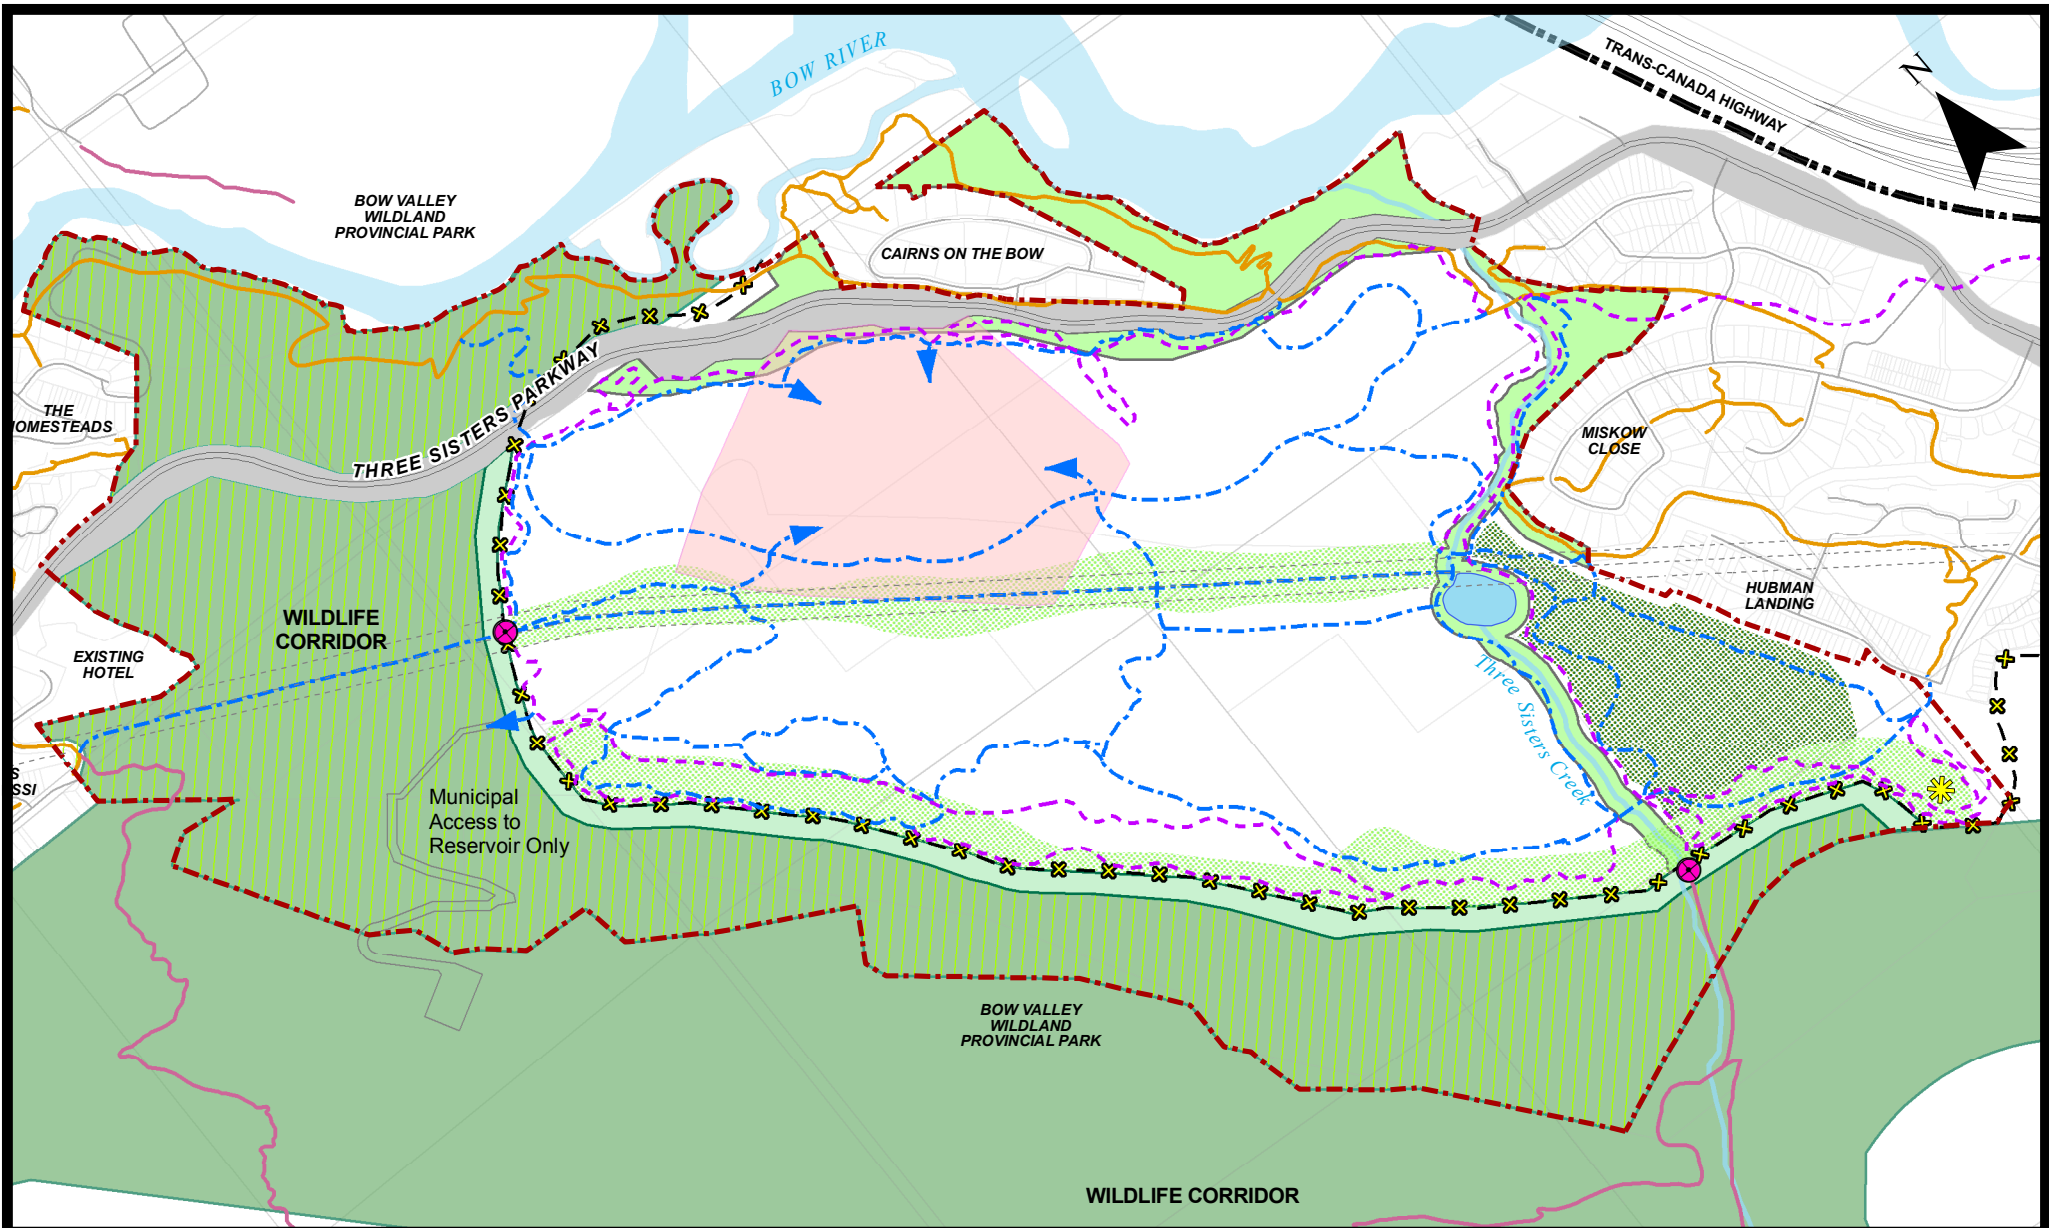 BOW RIVER
TRANS-CANADA HIGHWAY
N
BOW VALLEY
WILDLAND
PROVINCIAL PARK
CAIRNS ON THE BOW
THREE SISTERS PARKWAY
THE
HOMESTEADS
MISKOW
CLOSE
WILDLIFE
CORRIDOR
HUBMAN
LANDING
EXISTING
HOTEL
Three Sisters Creek
S
SSI
Municipal
Access to
Reservoir Only
BOW VALLEY
WILDLAND
PROVINCIAL PARK
WILDLIFE CORRIDOR